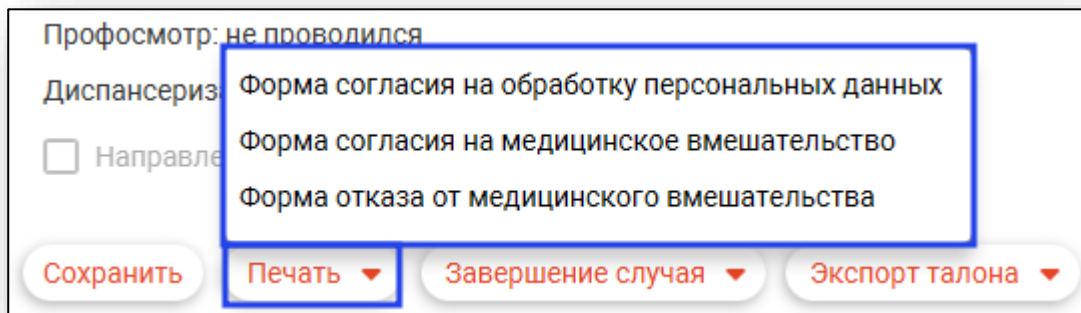 Профосмотр: не проводился
Форма согласия на обработку персональных данных
Диспансериз
Форма согласия на медицинское вмешательство
Направле
Форма отказа от медицинского вмешательства
Сохранить Печать Завершение случая Экспорт талона